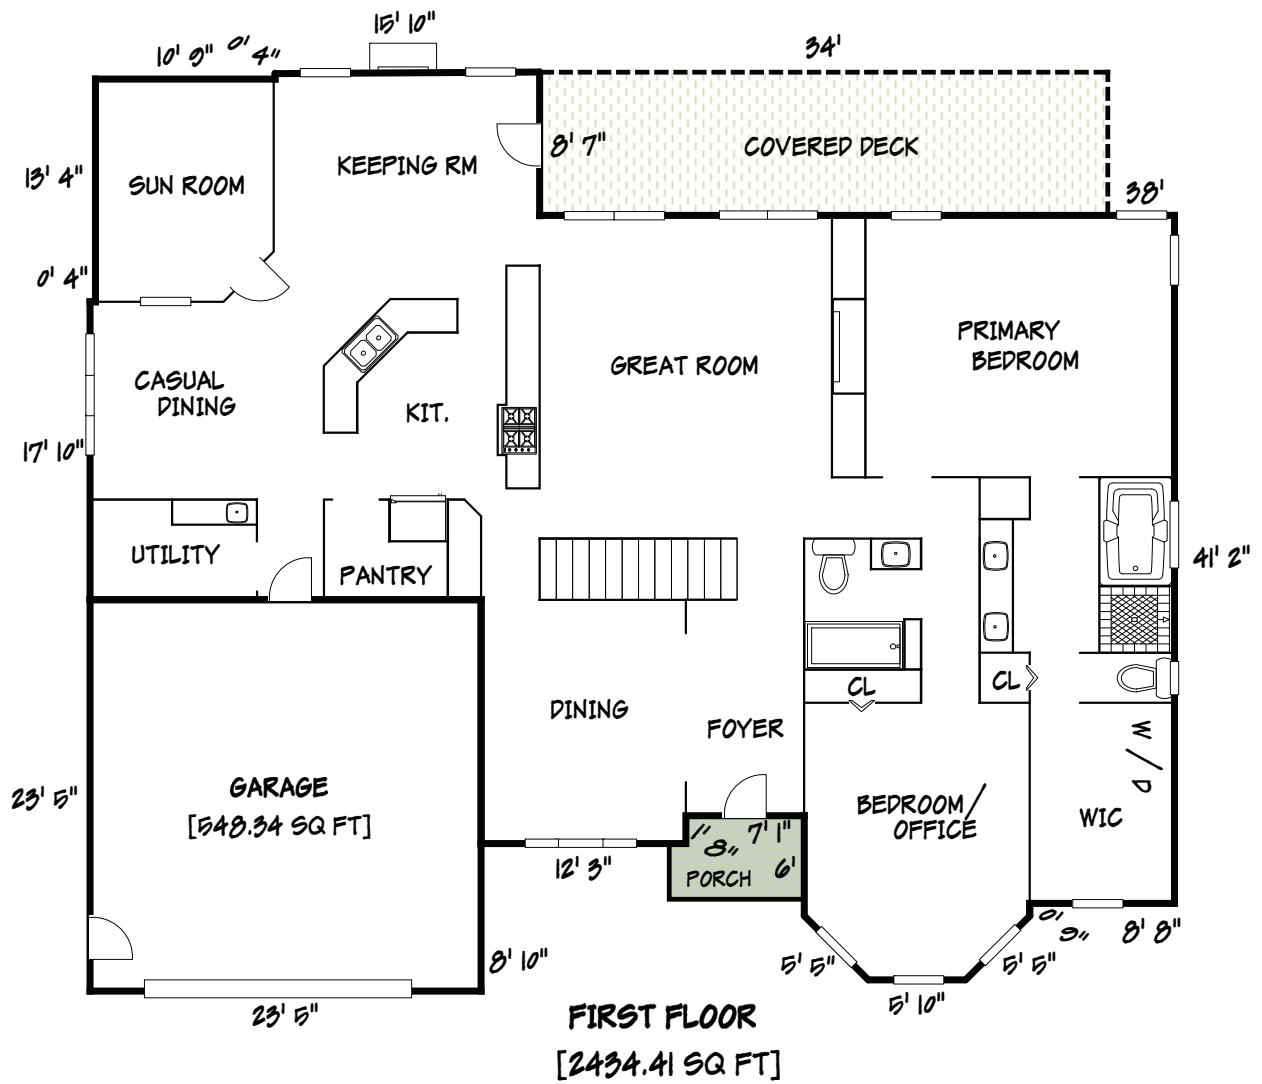 15' 10"
10' 9"
0' 4"
34'
8' 7"
COVERED DECK
KEEPING RM
13' 4"
SUN ROOM
38'
0' 4"
PRIMARY
BEDROOM
GREAT ROOM
CASUAL
DINING
KIT.
17' 10"
UTILITY
PANTRY
41' 2"
CL
CL
DINING
FOYER
W / D
GARAGE
[548.34 SQ FT]
23' 5"
BEDROOM/
OFFICE
WIC
1' 8"
7' 1"
6'
PORCH
12' 3"
0' 9"
8' 8"
8' 10"
5' 5"
5' 5"
5' 10"
23' 5"
FIRST FLOOR
[2434.41 SQ FT]